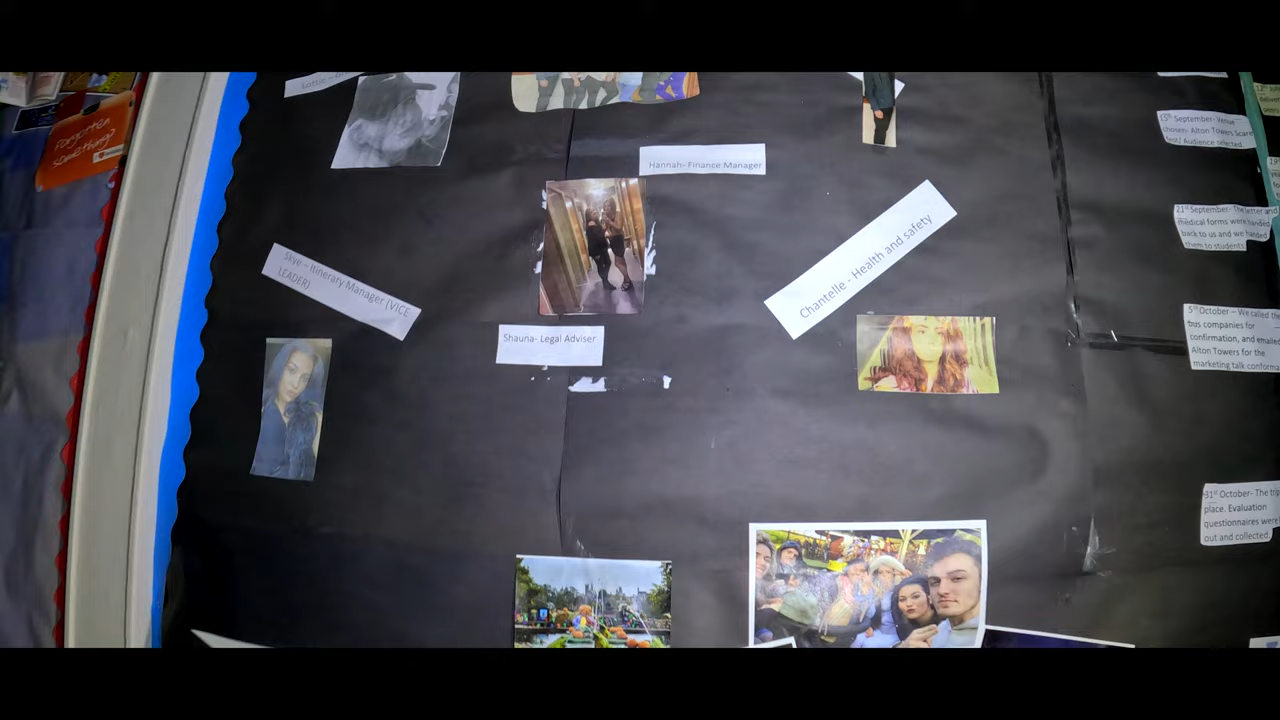 Forgotten
something?
Lottie-
Hannah- Finance Manager
Skye – Itinerary Manager (VICE
LEADER)
Shauna- Legal Adviser
Chantelle - Health and safety
15th September- Venue
chosen- Alton Towers Scare
fest/ Audience selected.
21st September- The letter and
medical forms were handed
back to us and we handed
them to students.
5th October – We called the
bus companies for
confirmation, and emailed
Alton Towers for the
marketing talk
31st October- The trip
place. Evaluation
questionnaires were
out and collected.